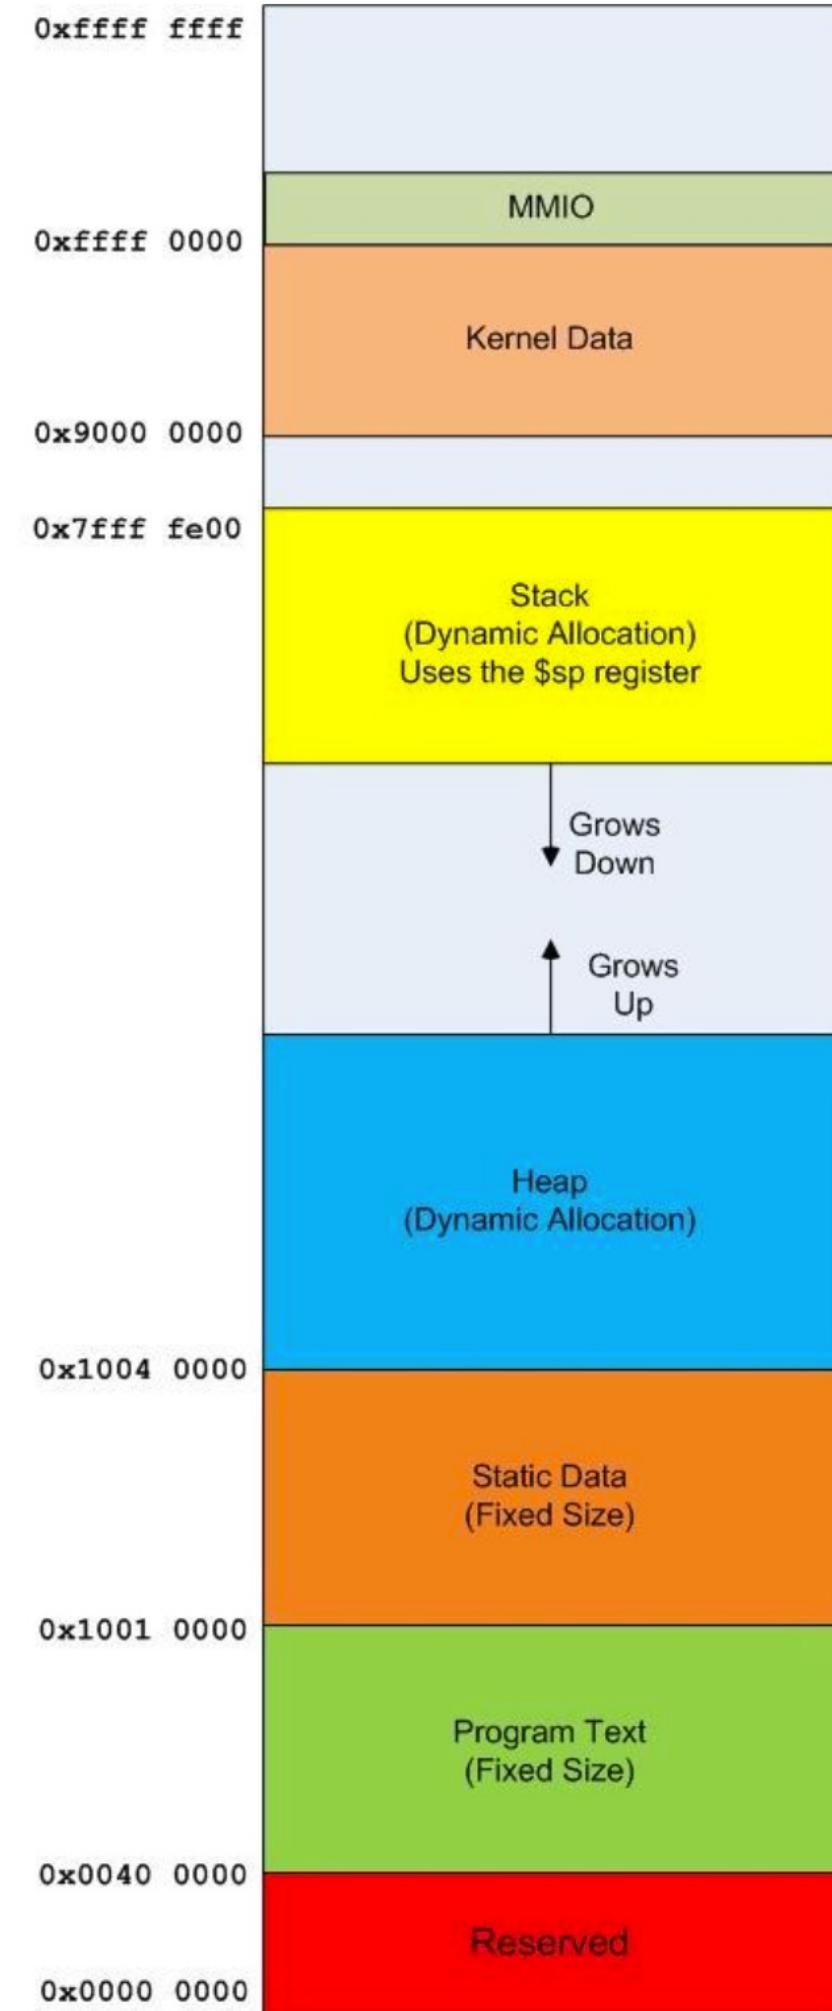 0xffff ffff
MMIO
0xffff 0000
Kernel Data
0x9000 0000
0x7fff fe00
Stack
(Dynamic Allocation)
Uses the $sp register
Grows
Down
Grows
Up
Heap
(Dynamic Allocation)
0x1004 0000
Static Data
(Fixed Size)
0x1001 0000
Program Text
(Fixed Size)
0x0040 0000
Reserved
0x0000 0000